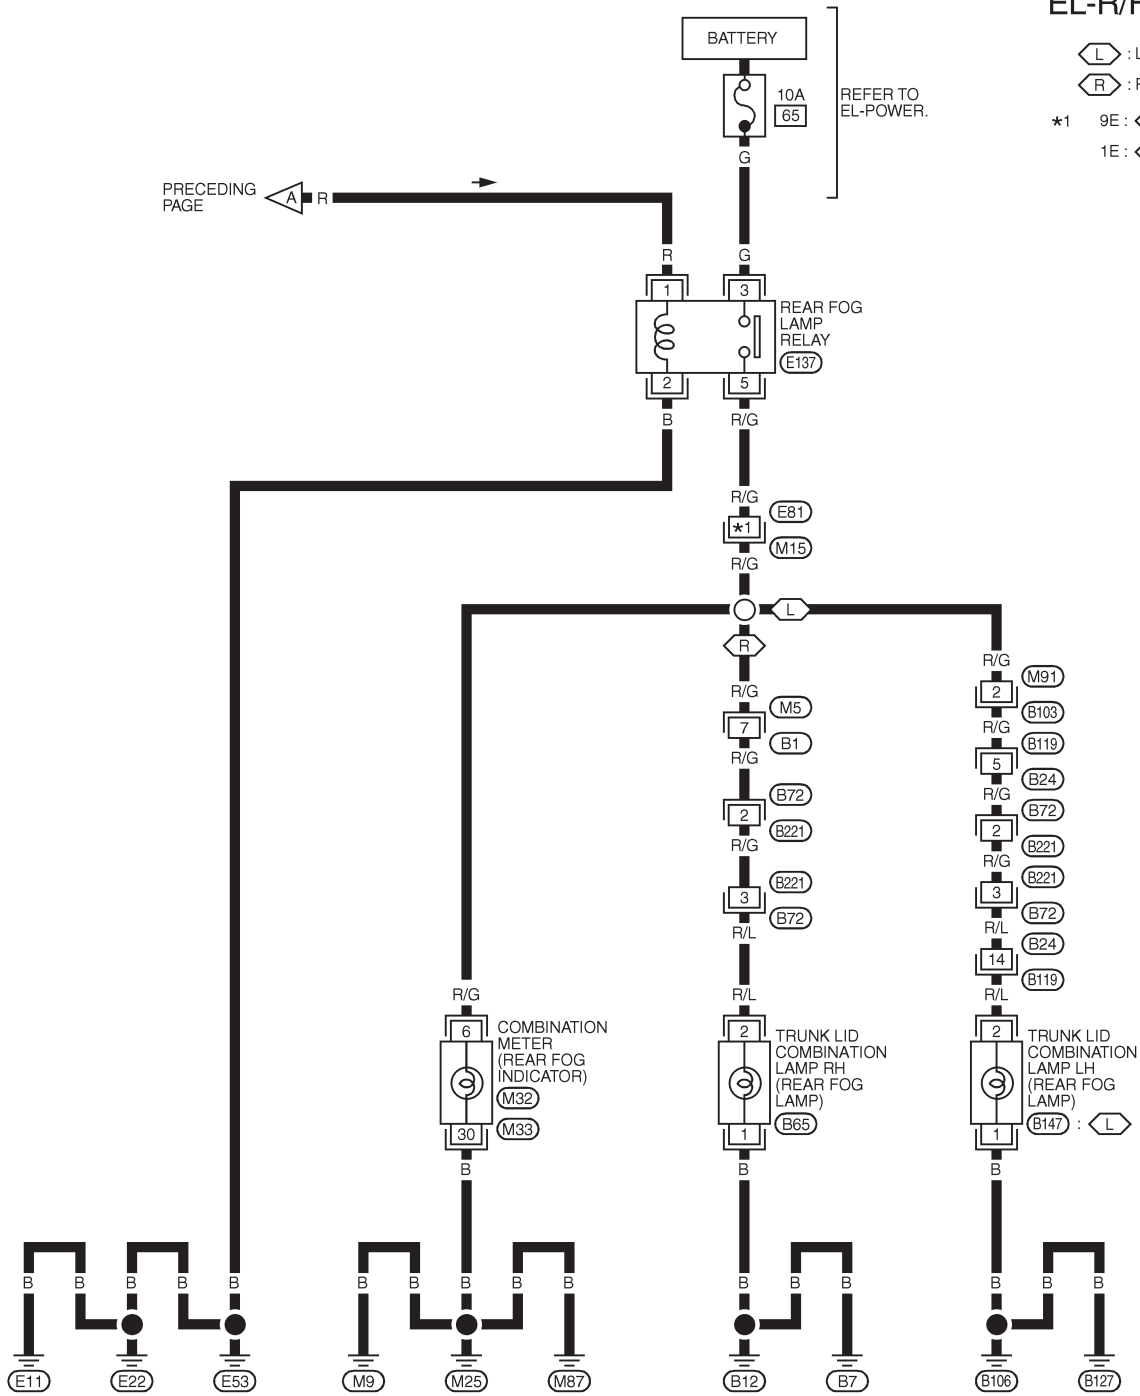 EL-R/F
BATTERY
L : L
R : R
10A
65
REFER TO
EL-POWER.
*1 9E :
1E :
G
PRECEDING
PAGE
A R
R G
1 3
REAR FOG
LAMP
RELAY
E137
2 5
B R/G
R/G
E81
*1
M15
R/G
L
R
R/G
M91
2
B103
R/G
M5
7
B1
R/G
R/G
B119
5
B24
R/G
B72
2
B221
R/G
B72
2
B221
R/G
B221
3
B72
R/L
B221
3
B72
R/L
B24
14
B119
R/G R/L R/L
6
COMBINATION
METER
(REAR FOG
INDICATOR)
M32
30
M33
2
TRUNK LID
COMBINATION
LAMP RH
(REAR FOG
LAMP)
B65
1
2
TRUNK LID
COMBINATION
LAMP LH
(REAR FOG
LAMP)
B147 : L
1
B B B
B B B B B B B B B B B B B B B
E11 E22 E53 M9 M25 M87 B12 B7 B106 B127